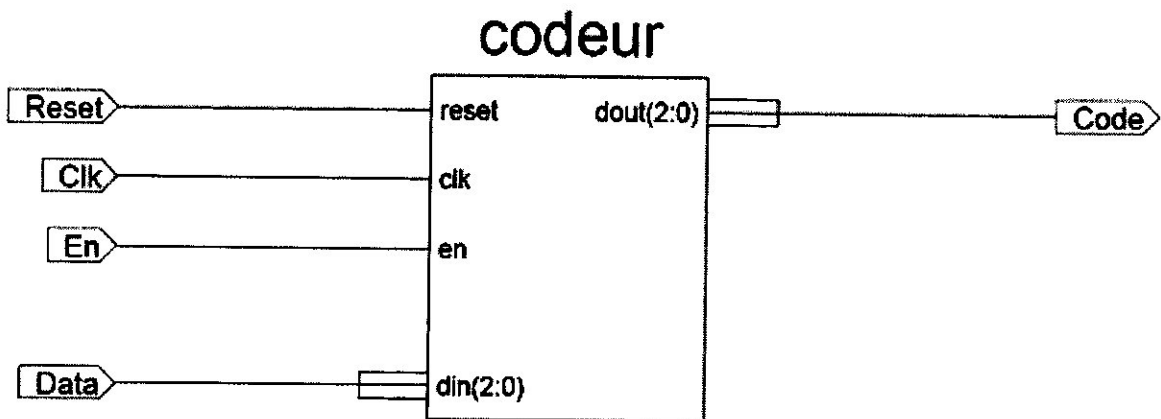 codeur
Reset
reset
dout(2:0)
Code
Clk
clk
En
en
Data
din(2:0)